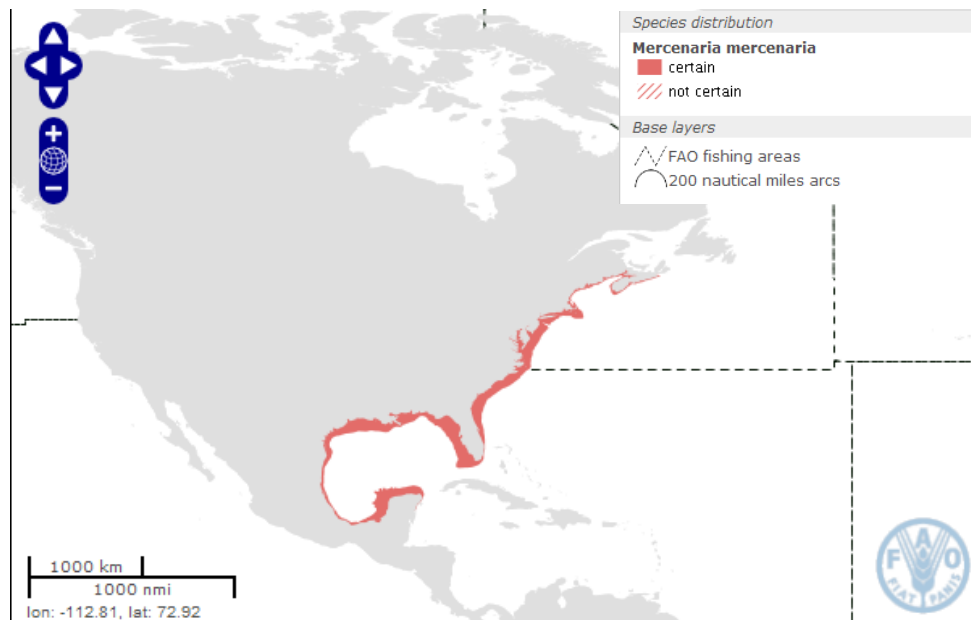 Species distribution
Mercenaria mercenaria
certain
not certain
Base layers
FAO fishing areas
200 nautical miles arcs
1000 km
1000 nmi
lon: -112.81, lat: 72.92
F A O
FIAT PANIS